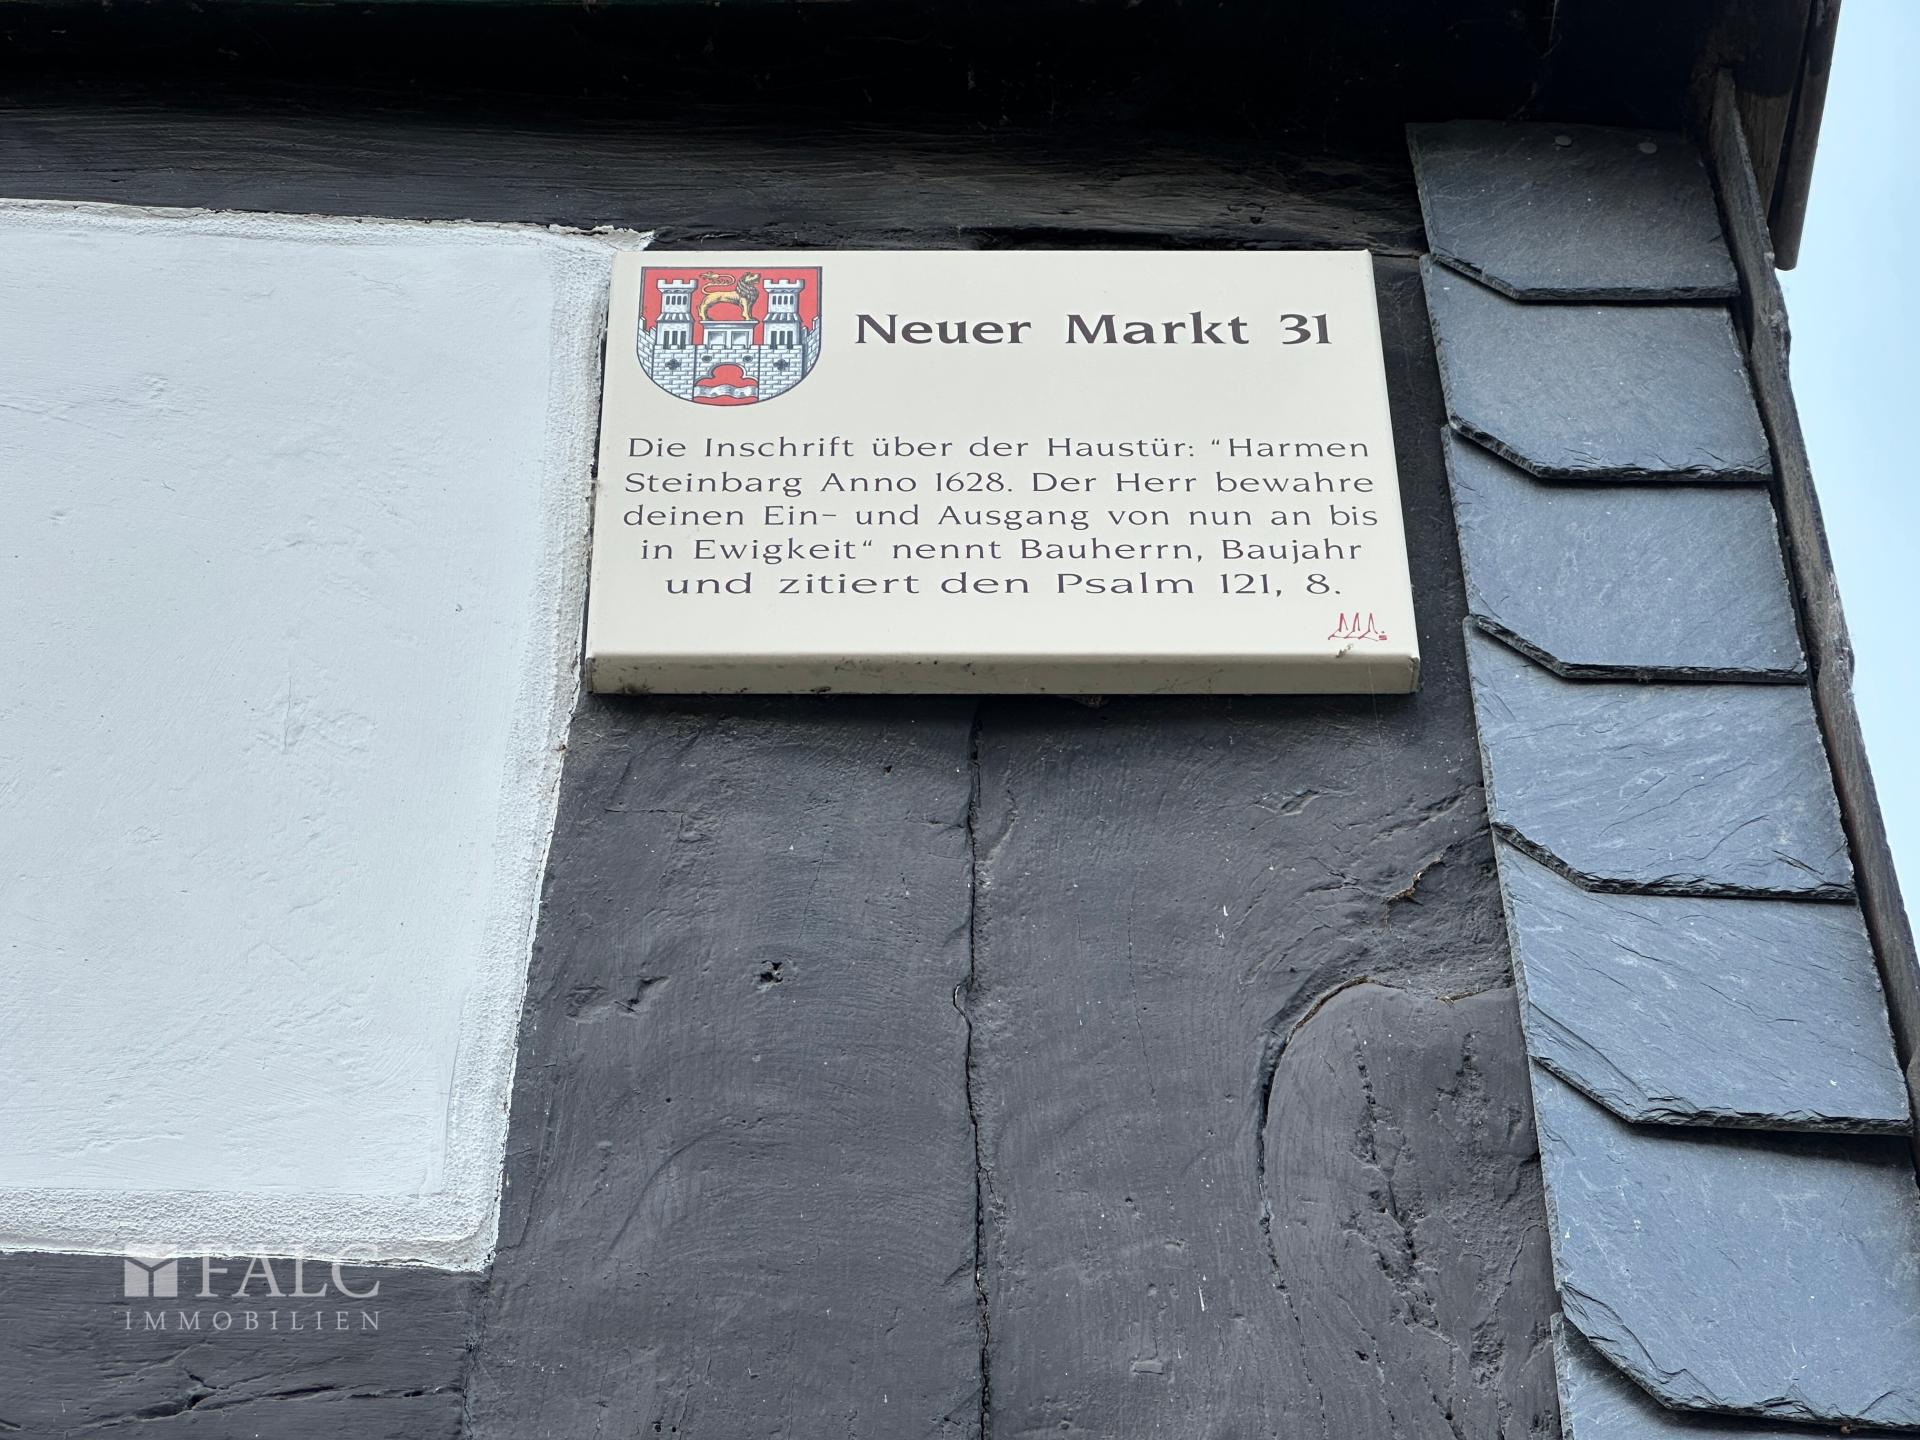 Neuer Markt 31
Die Inschrift über der Haustür: “Harmen
Steinbarg Anno 1628. Der Herr bewahre
deinen Ein- und Ausgang von nun an bis
in Ewigkeit“ nennt Bauherrn, Baujahr
und zitiert den Psalm 121, 8.
FALC
IMMOBILIEN